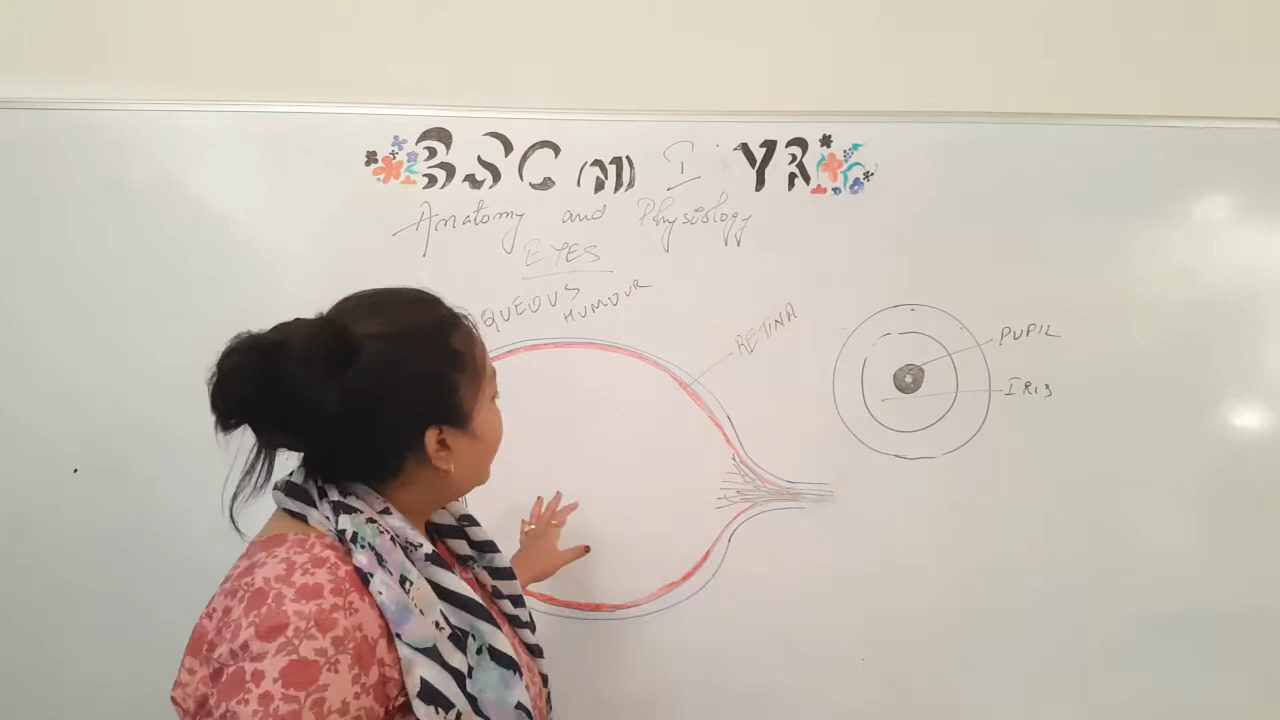 BSC (N) I YR
Anatomy and Physiology
EYES
QUEOUS HUMOUR
RETINA
PUPIL
IRIS